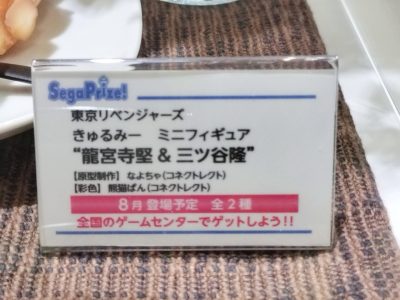 SegaPrize!
東京リベンジャーズ
きゅるみー ミニフィギュア
“龍宮寺堅 & 三ツ谷隆”
【原型制作】 なよちゃ(コネクトレクト)
【彩色】 熊猫ぱん(コネクトレクト)
8月 登場予定 全2種
全国のゲームセンターでゲットしよう!!